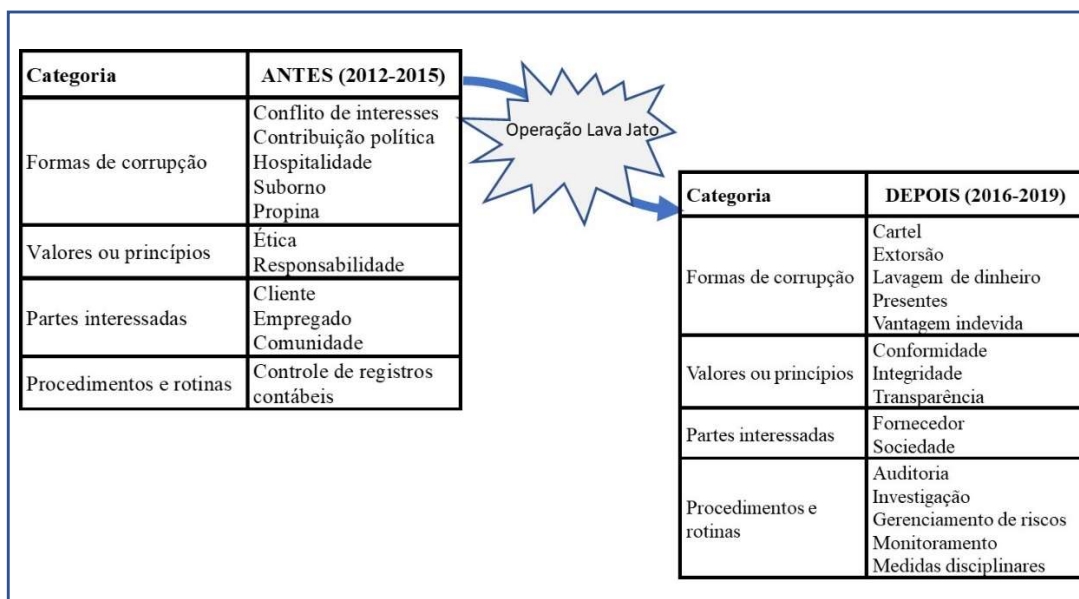 Categoria ANTES (2012-2015)
Formas de corrupção
Conflito de interesses
Contribuição política
Hospitalidade
Suborno
Propina
Valores ou princípios
Ética
Responsabilidade
Partes interessadas
Cliente
Empregado
Comunidade
Procedimentos e rotinas
Controle de registros
contábeis
Operação Lava Jato
Categoria DEPOIS (2016-2019)
Formas de corrupção
Cartel
Extorsão
Lavagem de dinheiro
Presentes
Vantagem indevida
Valores ou princípios
Conformidade
Integridade
Transparência
Partes interessadas
Fornecedor
Sociedade
Procedimentos e
rotinas
Auditoria
Investigação
Gerenciamento de riscos
Monitoramento
Medidas disciplinares